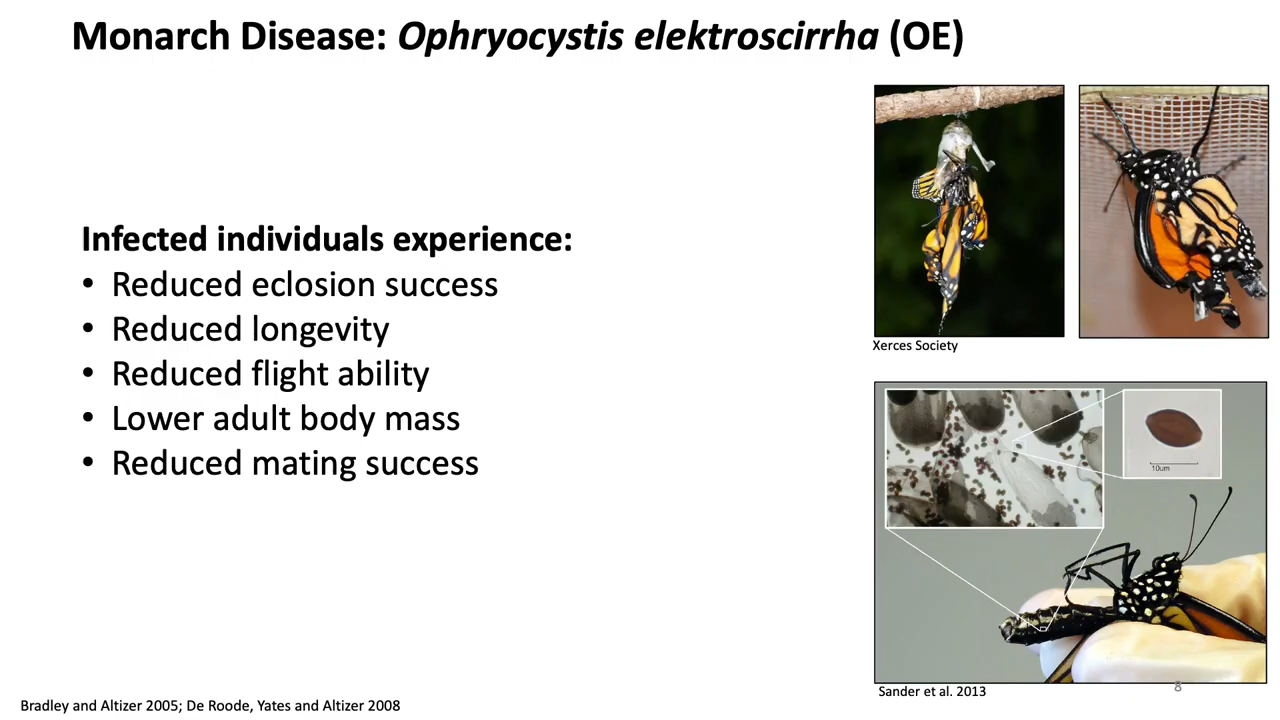 Monarch Disease: Ophryocystis elektroscirrha (OE)
Infected individuals experience:
• Reduced eclosion success
• Reduced longevity
• Reduced flight ability
• Lower adult body mass
• Reduced mating success
Xerces Society
10um
Sander et al. 2013
8
Bradley and Altizer 2005; De Roode, Yates and Altizer 2008